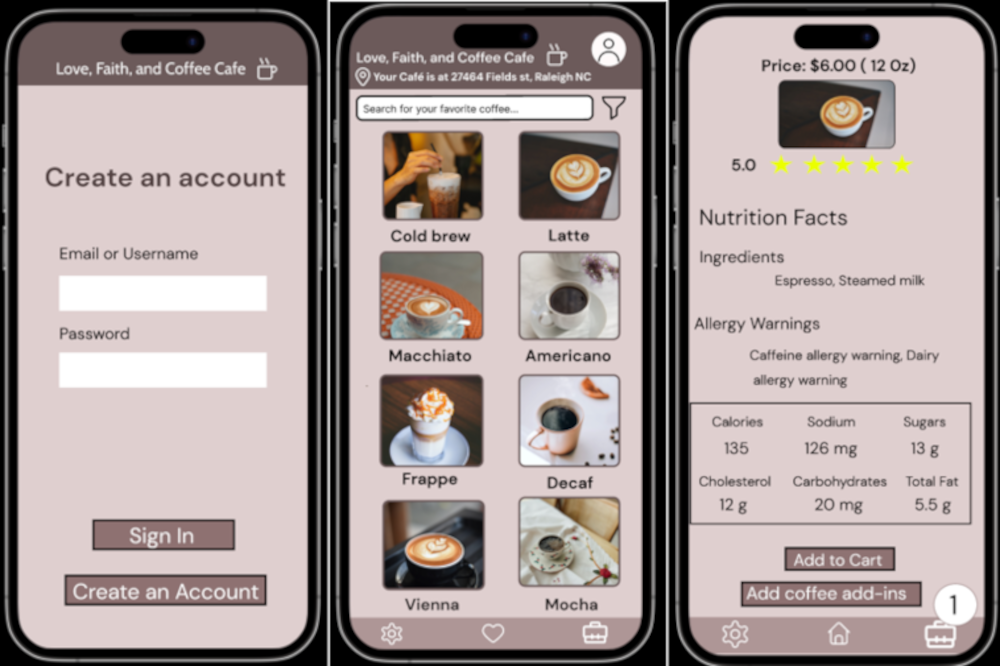 Love, Faith, and Coffee Cafe
Create an account
Email or Username
Password
Sign In
Create an Account
Love, Faith, and Coffee Cafe
Your Café is at 27464 Fields st, Raleigh NC
Search for your favorite coffee...
Cold brew
Latte
Macchiato
Americano
Frappe
Decaf
Vienna
Mocha
Price: $6.00 ( 12 Oz)
5.0
Nutrition Facts
Ingredients
Espresso, Steamed milk
Allergy Warnings
Caffeine allergy warning, Dairy
allergy warning
Calories Sodium Sugars
135 126 mg 13 g
Cholesterol Carbohydrates Total Fat
12 g 20 mg 5.5 g
Add to Cart
Add coffee add-ins
1